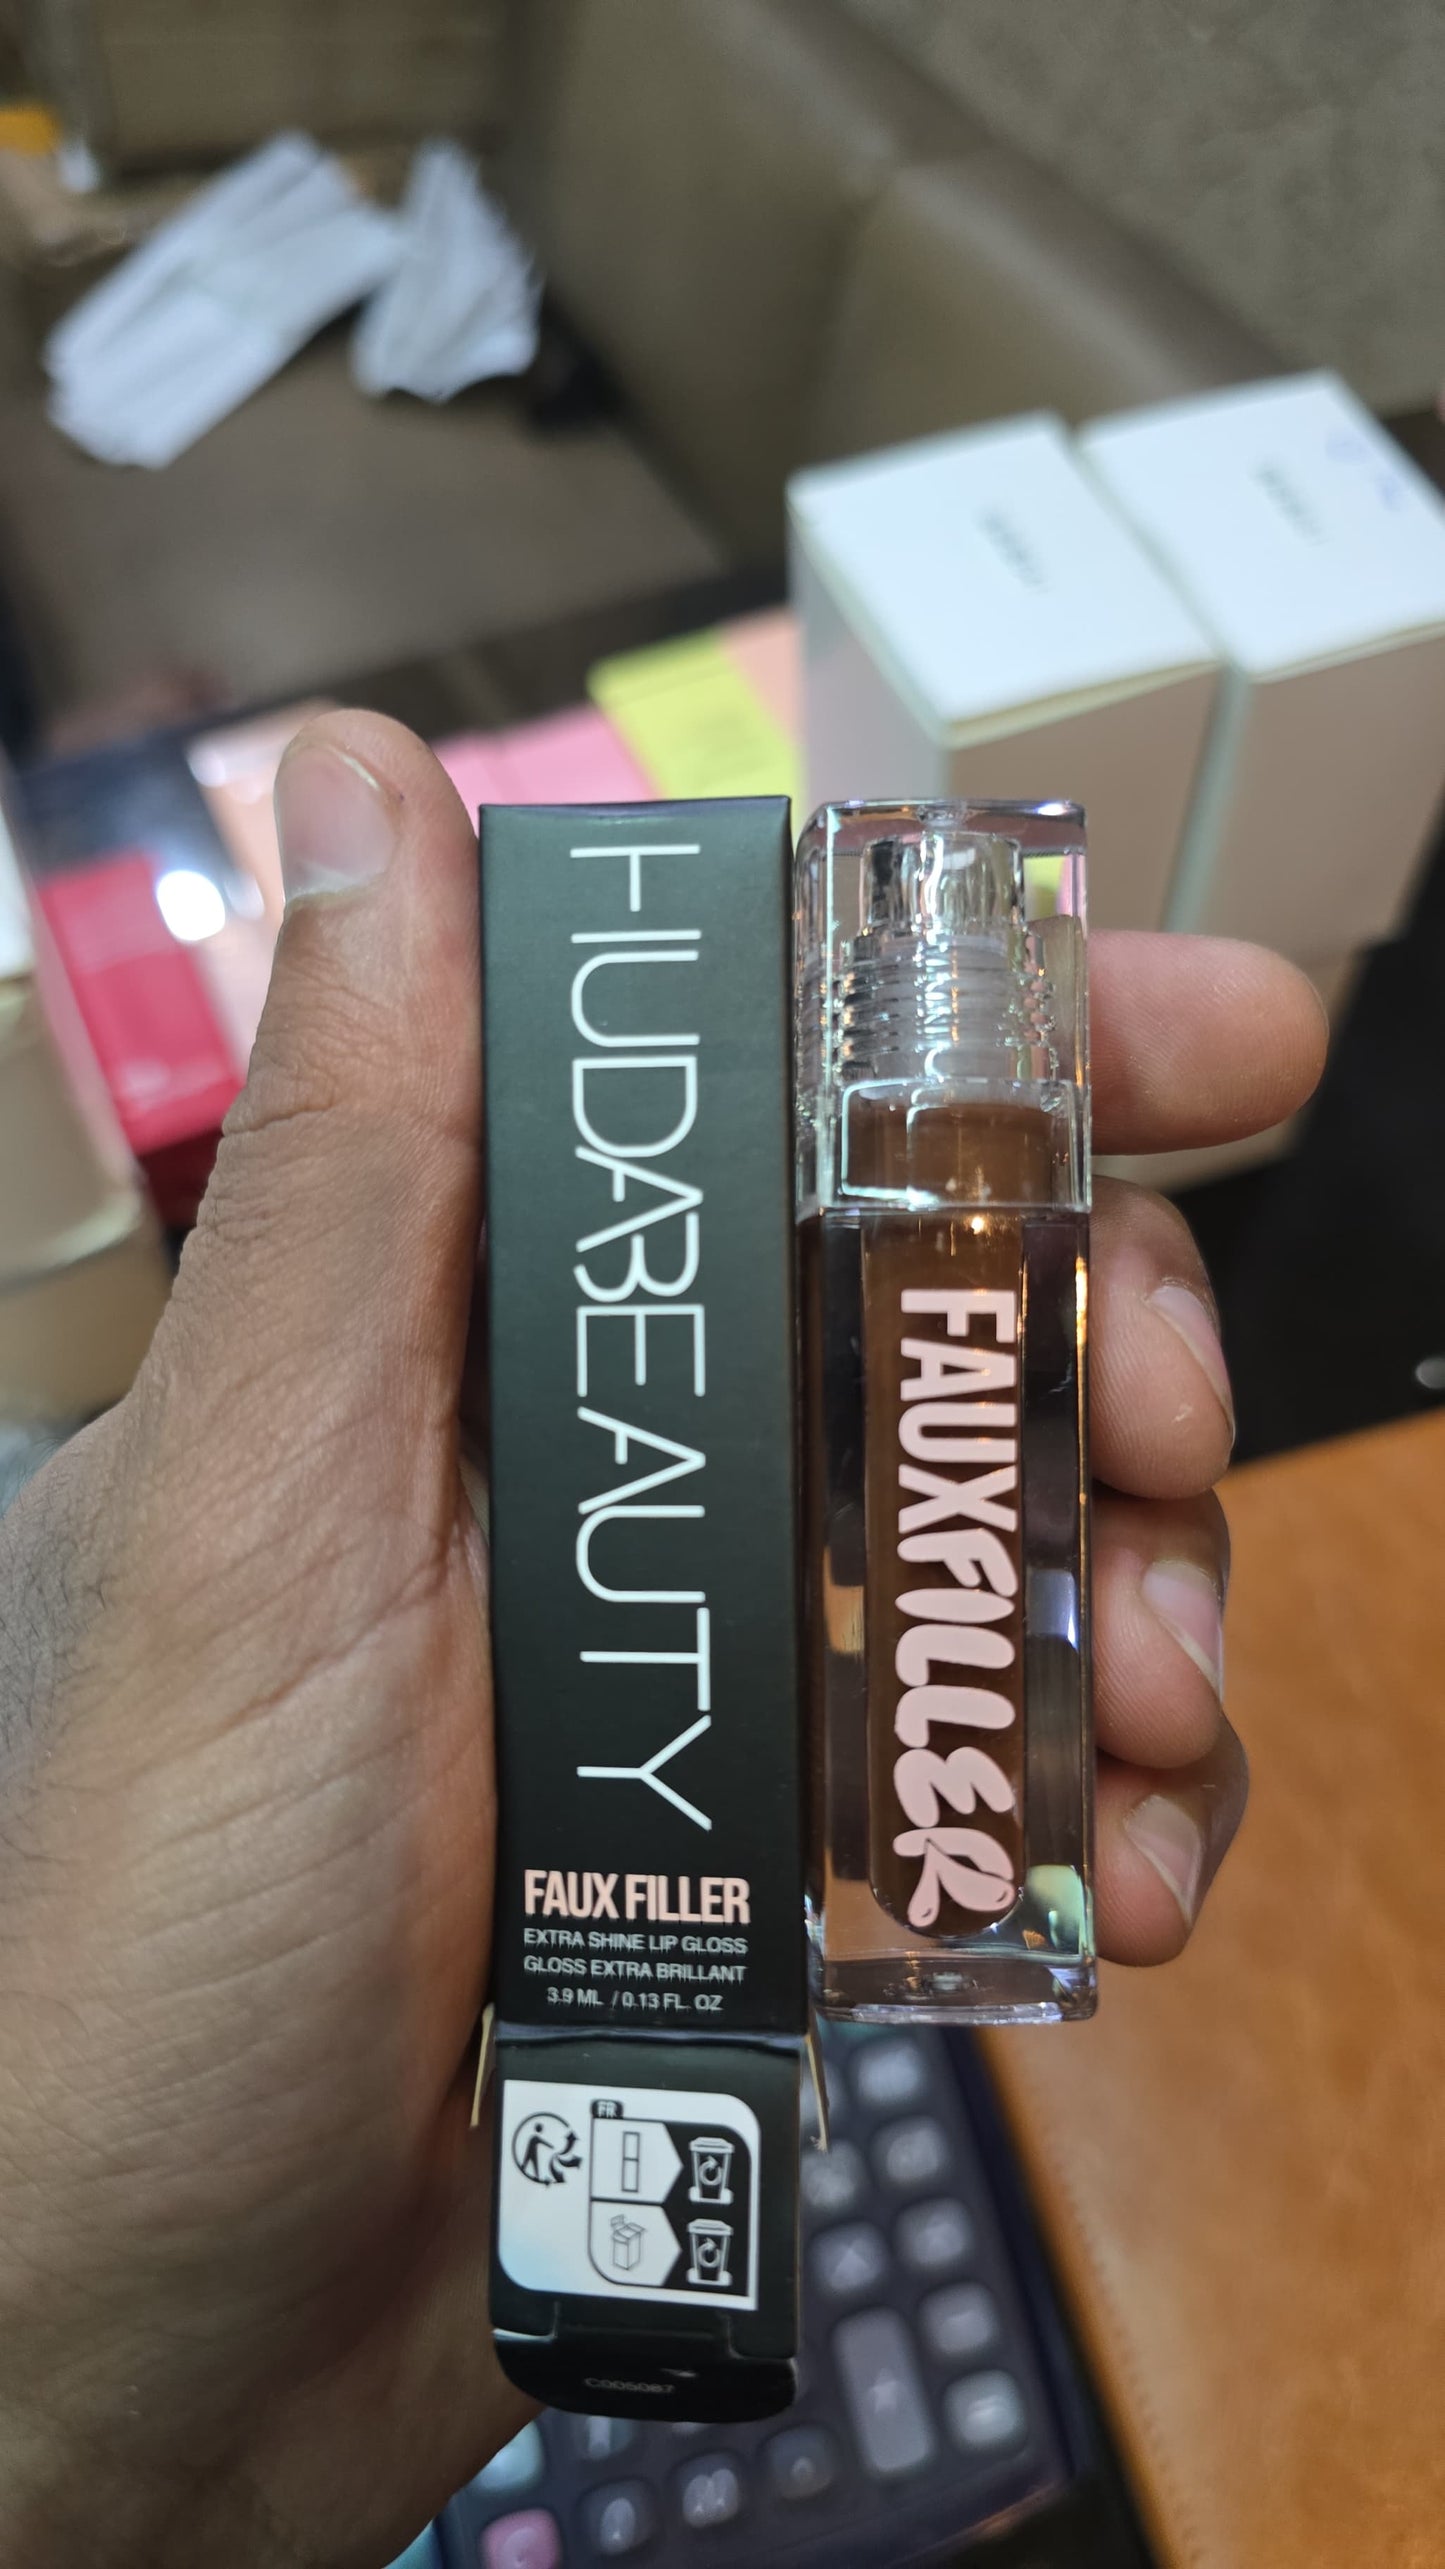 HUDABEAUTY
FAUX FILLER
EXTRA SHINE LIP GLOSS
GLOSS EXTRA BRILLANT
3.9 ML / 0.13 FL. OZ
FR
C005087
FAUXFILLER